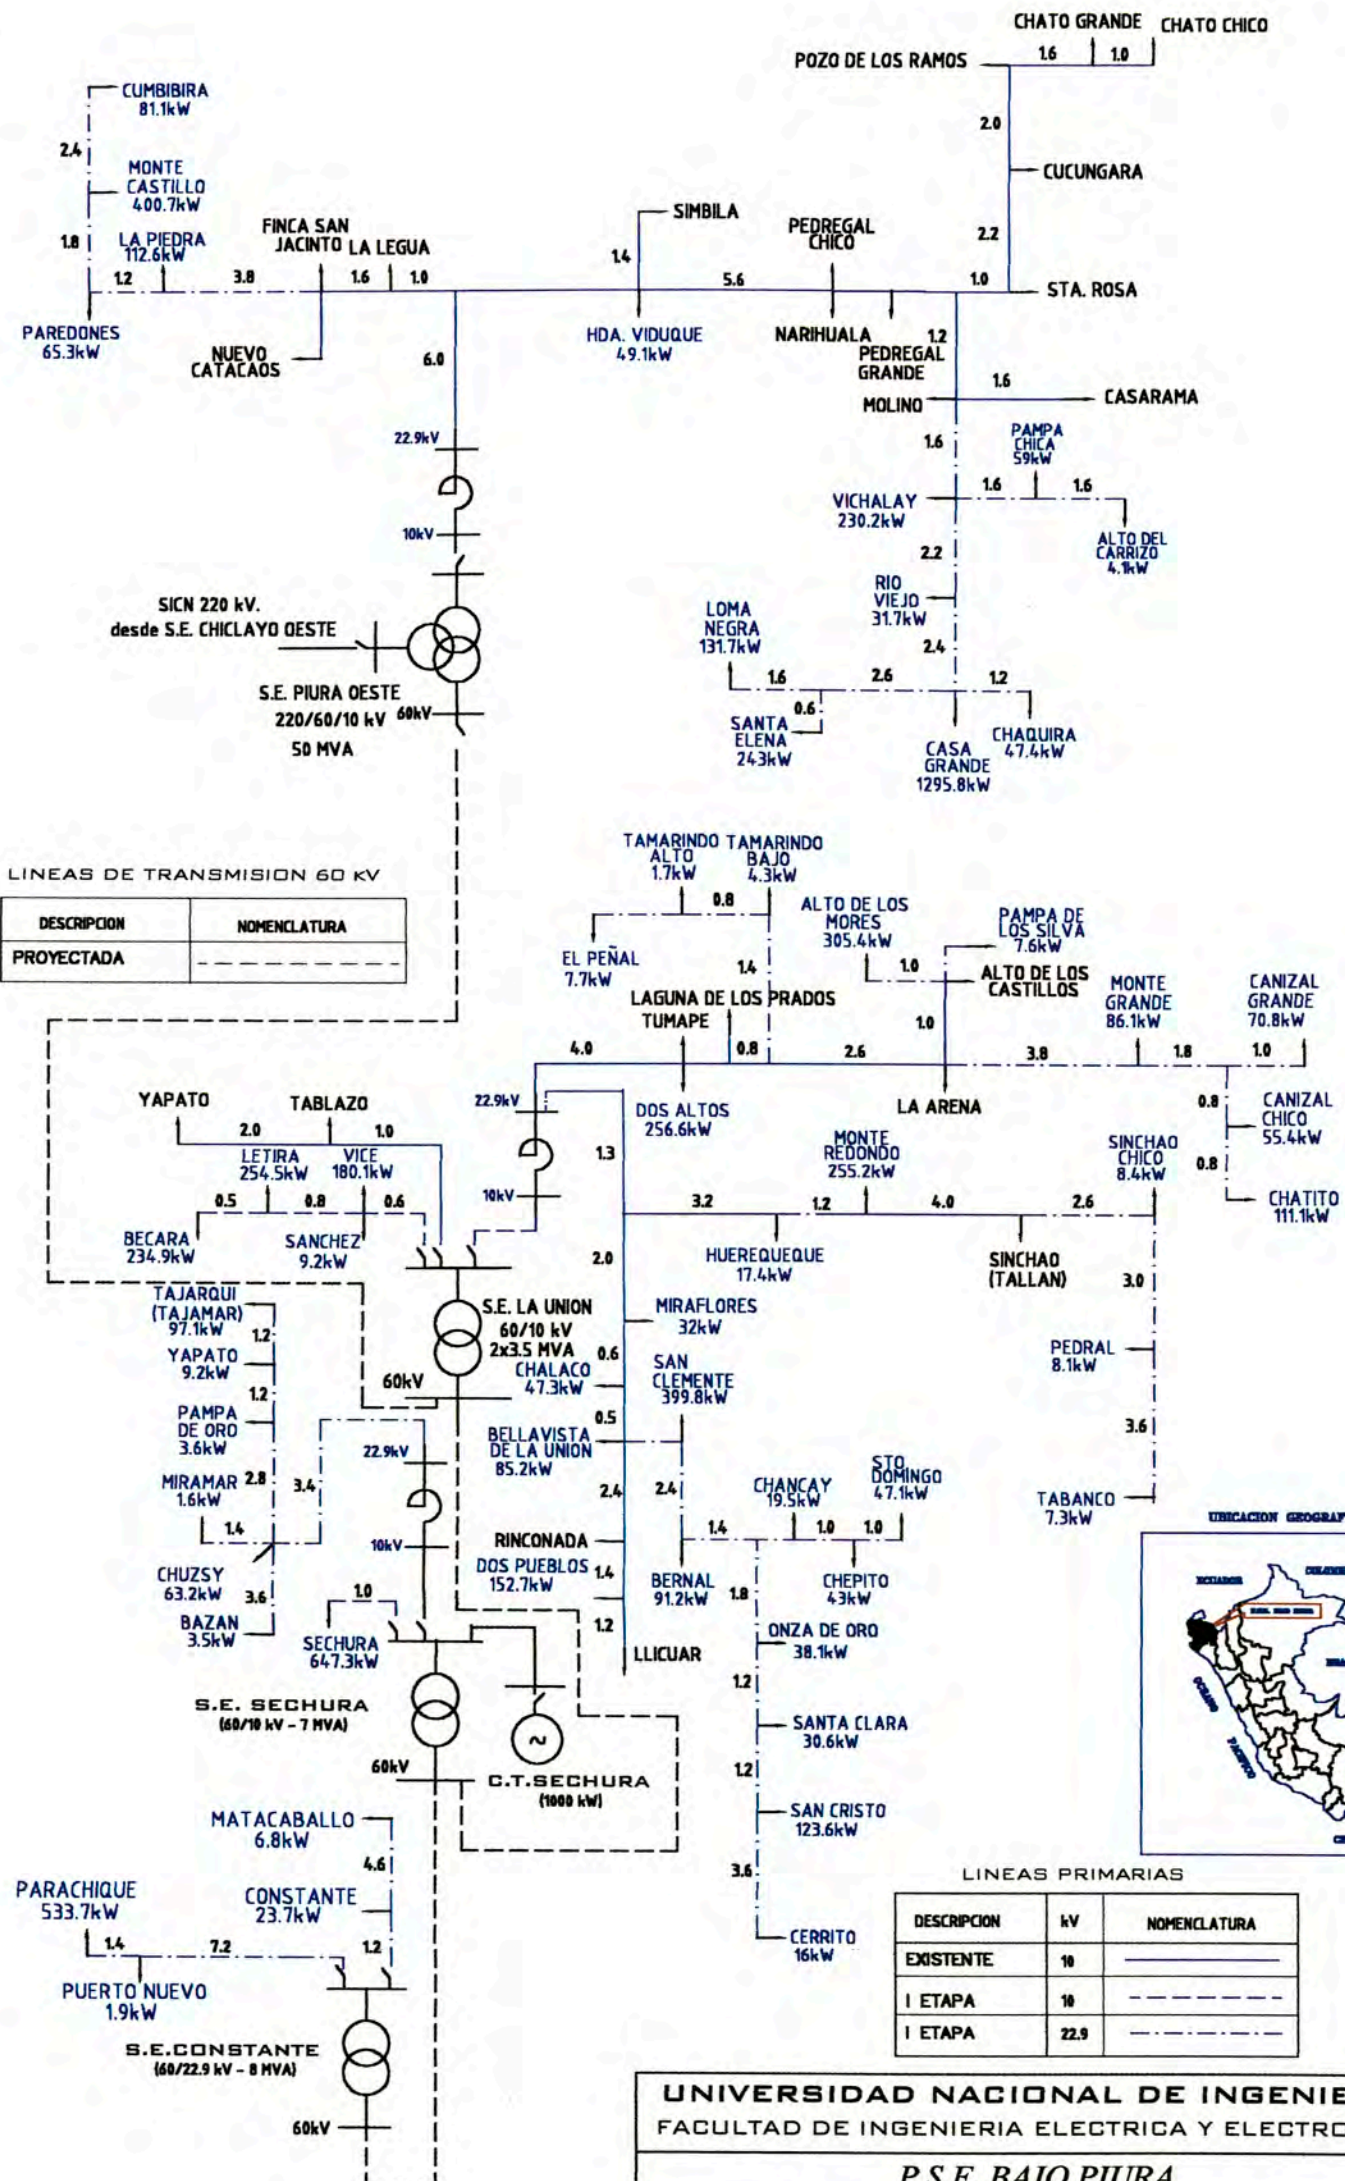 CHATO GRANDE
CHATO CHICO
POZO DE LOS RAMOS
1.6
1.0
CUMBIBIRA
81.1kW
2.0
2.4
CUCUNGARA
MONTE
CASTILLO
400.7kW
SIMBILA
PEDREGAL
CHICO
FINCA SAN
JACINTO
LA LEGUA
LA PIEDRA
112.6kW
1.8
2.2
1.4
1.2
3.8
1.6
1.0
5.6
1.0
STA. ROSA
PAREDONES
65.3kW
NUEVO
CATACAOS
6.0
HDA. VIDUQUE
49.1kW
NARIHUALA
1.2
PEDREGAL
GRANDE
1.6
MOLINO
CASARAMA
22.9kV
1.6
PAMPA
CHICA
59kW
1.6
1.6
VICHALAY
230.2kW
10kV
2.2
ALTO DEL
CARRIZO
4.1kW
RIO
VIEJO
31.7kW
SICN 220 kV.
desde S.E. CHICLAYO OESTE
LOMA
NEGRA
131.7kW
2.4
1.6
2.6
1.2
S.E. PIURA OESTE
220/60/10 kV
50 MVA
60kV
0.6
SANTA
ELENA
243kW
CASA
GRANDE
1295.8kW
CHAQUIRA
47.4kW
TAMARINDO
ALTO
1.7kW
TAMARINDO
BAJO
4.3kW
LINEAS DE TRANSMISION 60 KV
DESCRIPCION
NOMENCLATURA
PROYECTADA
0.8
ALTO DE LOS
MORES
305.4kW
PAMPA DE
LOS SILVA
7.6kW
EL PEÑAL
7.7kW
1.4
1.0
ALTO DE LOS
CASTILLOS
MONTE
GRANDE
86.1kW
CANIZAL
GRANDE
70.8kW
LAGUNA DE LOS PRADOS
TUMAPE
1.0
4.0
0.8
2.6
3.8
1.8
1.0
YAPATO
TABLAZO
22.9kV
DOS ALTOS
256.6kW
LA ARENA
0.8
CANIZAL
CHICO
55.4kW
2.0
1.0
LETIRA
254.5kW
VICE
180.1kW
1.3
MONTE
REDONDO
255.2kW
SINCHAO
CHICO
8.4kW
0.8
10kV
CHATITO
111.1kW
0.5
0.8
0.6
3.2
1.2
4.0
2.6
BECARA
234.9kW
SANCHEZ
9.2kW
2.0
HUEREQUEQUE
17.4kW
SINCHAO
(TALLAN)
3.0
TAJARQUI
(TAJAMAR)
97.1kW
1.2
S.E. LA UNION
60/10 kV
2x3.5 MVA
MIRAFLORES
32kW
YAPATO
9.2kW
0.6
PEDRAL
8.1kW
1.2
60kV
CHALACO
47.3kW
SAN
CLEMENTE
399.8kW
PAMPA
DE ORO
3.6kW
0.5
3.6
22.9kV
BELLAVISTA
DE LA UNION
85.2kW
MIRAMAR
1.6kW
2.8
3.4
2.4
2.4
CHANCAY
19.5kW
STO
DOMINGO
47.1kW
TABANCO
7.3kW
1.4
10kV
RINCONADA
1.4
1.0
1.0
UBICACION GEOGRAF
CHUZSY
63.2kW
3.6
DOS PUEBLOS
152.7kW
1.4
BERNAL
91.2kW
1.8
CHEPITO
43kW
ECUADOR
BAZAN
3.5kW
1.0
SECHURA
647.3kW
1.2
LLICUAR
ONZA DE ORO
38.1kW
OCEANO
PACIFICO
1.2
S.E. SECHURA
(60/10 kV - 7 MVA)
SANTA CLARA
30.6kW
60kV
C.T.SECHURA
(1000 kW)
1.2
MATACABALLO
6.8kW
SAN CRISTO
123.6kW
4.6
3.6
LINEAS PRIMARIAS
PARACHIQUE
533.7kW
CONSTANTE
23.7kW
DESCRIPCION
kV
NOMENCLATURA
CERRITO
16kW
1.4
7.2
1.2
EXISTENTE
10
PUERTO NUEVO
1.9kW
I ETAPA
10
I ETAPA
22.9
S.E.CONSTANTE
(60/22.9 kV - 8 MVA)
60kV
UNIVERSIDAD NACIONAL DE INGENIE
FACULTAD DE INGENIERIA ELECTRICA Y ELECTRO
P.S.E. BAJO PIURA